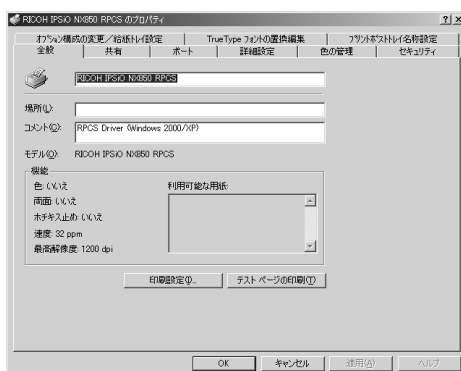 RICOH IPSiO NX850 RPCS のプロパティ
オプション構成の変更／給紙トレイ設定 TrueType フォントの置換編集 プリントポストトレイ名称設定
全般 共有 ポート 詳細設定 色の管理 セキュリティ
RICOH IPSiO NX850 RPCS
場所(L):
コメント(C): RPCS Driver (Windows 2000/XP)
モデル(O): RICOH IPSiO NX850 RPCS
機能
色: いいえ 利用可能な用紙:
両面: いいえ
ホチキス止め: いいえ
速度: 32 ppm
最高解像度: 1200 dpi
印刷設定(I)... テスト ページの印刷(T)
OK キャンセル 適用(A) ヘルプ